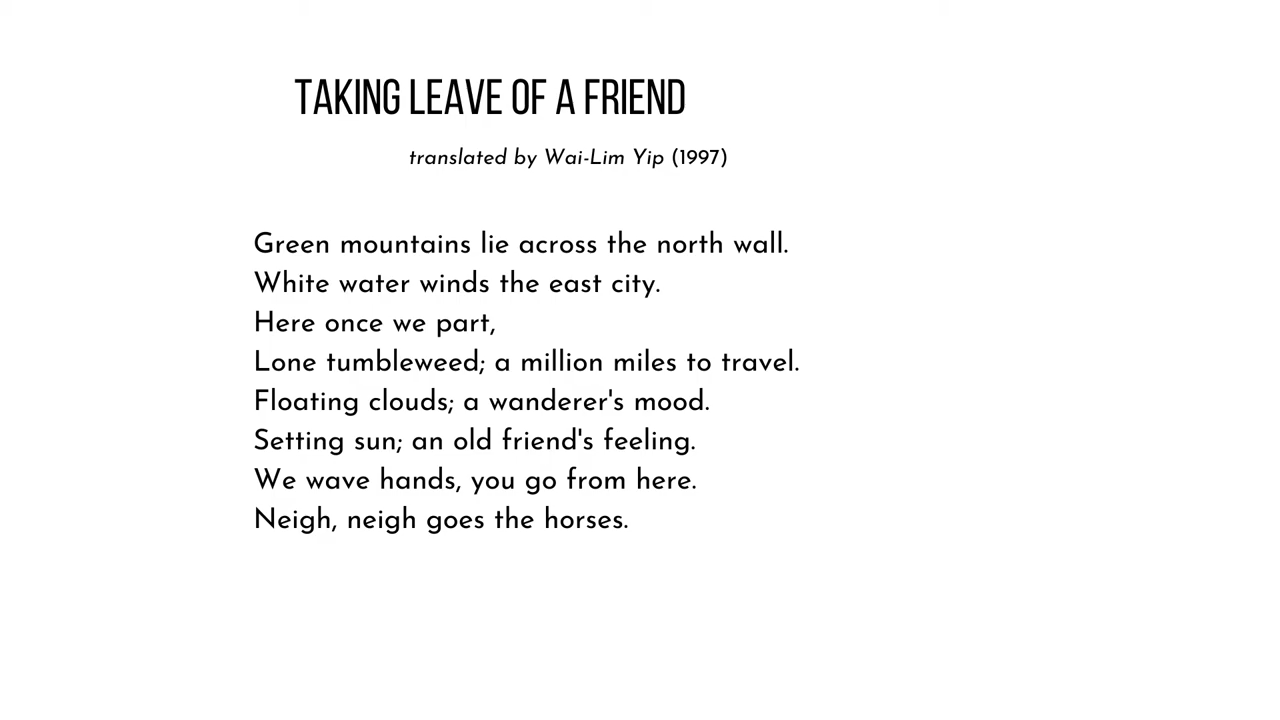 TAKING LEAVE OF A FRIEND
translated by Wai-Lim Yip (1997)
Green mountains lie across the north wall.
White water winds the east city.
Here once we part,
Lone tumbleweed; a million miles to travel.
Floating clouds; a wanderer's mood.
Setting sun; an old friend's feeling.
We wave hands, you go from here.
Neigh, neigh goes the horses.